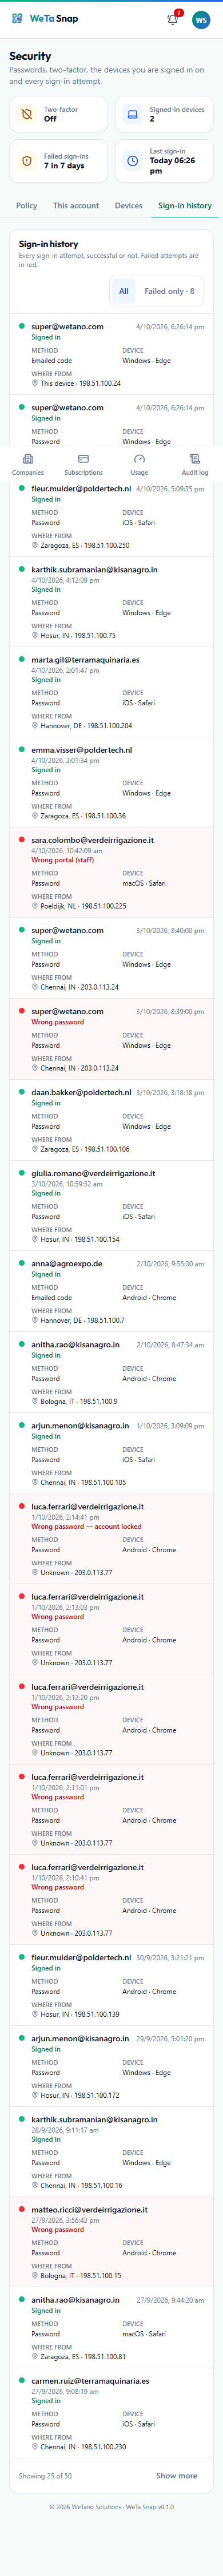 WeTa Snap
7
WS
Security
Passwords, two-factor, the devices you are signed in on
and every sign-in attempt.
Two-factor
Off
Signed-in devices
2
Failed sign-ins
7 in 7 days
Last sign-in
Today 06:26
pm
Policy
This account
Devices
Sign-in history
Sign-in history
Every sign-in attempt, successful or not. Failed attempts are
in red.
All
Failed only · 8
super@wetano.com
4/10/2026, 6:26:14 pm
Signed in
METHOD
DEVICE
Emailed code
Windows · Edge
WHERE FROM
This device · 198.51.100.24
super@wetano.com
4/10/2026, 6:26:14 pm
Signed in
METHOD
DEVICE
Password
Windows · Edge
Companies
Subscriptions
Usage
Audit log
fleur.mulder@poldertech.nl
4/10/2026, 5:09:35 pm
Signed in
METHOD
DEVICE
Password
iOS · Safari
WHERE FROM
Zaragoza, ES · 198.51.100.250
karthik.subramanian@kisanagro.in
4/10/2026, 4:12:09 pm
Signed in
METHOD
DEVICE
Password
Windows · Edge
WHERE FROM
Hosur, IN · 198.51.100.75
marta.gil@terramaquinaria.es
4/10/2026, 2:01:47 pm
Signed in
METHOD
DEVICE
Password
iOS · Safari
WHERE FROM
Hannover, DE · 198.51.100.204
emma.visser@poldertech.nl
4/10/2026, 2:01:34 pm
Signed in
METHOD
DEVICE
Password
Windows · Edge
WHERE FROM
Zaragoza, ES · 198.51.100.36
sara.colombo@verdeirrigazione.it
4/10/2026, 10:42:09 am
Wrong portal (staff)
METHOD
DEVICE
Password
macOS · Safari
WHERE FROM
Poeldijk, NL · 198.51.100.225
super@wetano.com
3/10/2026, 8:40:00 pm
Signed in
METHOD
DEVICE
Password
Windows · Edge
WHERE FROM
Chennai, IN · 203.0.113.24
super@wetano.com
3/10/2026, 8:39:00 pm
Wrong password
METHOD
DEVICE
Password
Windows · Edge
WHERE FROM
Chennai, IN · 203.0.113.24
daan.bakker@poldertech.nl
3/10/2026, 3:18:18 pm
Signed in
METHOD
DEVICE
Password
Windows · Edge
WHERE FROM
Zaragoza, ES · 198.51.100.106
giulia.romano@verdeirrigazione.it
3/10/2026, 10:59:52 am
Signed in
METHOD
DEVICE
Password
iOS · Safari
WHERE FROM
Hosur, IN · 198.51.100.154
anna@agroexpo.de
2/10/2026, 9:55:00 am
Signed in
METHOD
DEVICE
Emailed code
Android · Chrome
WHERE FROM
Hannover, DE · 198.51.100.7
anitha.rao@kisanagro.in
2/10/2026, 8:47:34 am
Signed in
METHOD
DEVICE
Password
Android · Chrome
WHERE FROM
Bologna, IT · 198.51.100.9
arjun.menon@kisanagro.in
1/10/2026, 3:09:09 pm
Signed in
METHOD
DEVICE
Password
iOS · Safari
WHERE FROM
Chennai, IN · 198.51.100.105
luca.ferrari@verdeirrigazione.it
1/10/2026, 2:14:41 pm
Wrong password — account locked
METHOD
DEVICE
Password
Android · Chrome
WHERE FROM
Unknown · 203.0.113.77
luca.ferrari@verdeirrigazione.it
1/10/2026, 2:13:03 pm
Wrong password
METHOD
DEVICE
Password
Android · Chrome
WHERE FROM
Unknown · 203.0.113.77
luca.ferrari@verdeirrigazione.it
1/10/2026, 2:12:20 pm
Wrong password
METHOD
DEVICE
Password
Android · Chrome
WHERE FROM
Unknown · 203.0.113.77
luca.ferrari@verdeirrigazione.it
1/10/2026, 2:11:01 pm
Wrong password
METHOD
DEVICE
Password
Android · Chrome
WHERE FROM
Unknown · 203.0.113.77
luca.ferrari@verdeirrigazione.it
1/10/2026, 2:10:41 pm
Wrong password
METHOD
DEVICE
Password
Android · Chrome
WHERE FROM
Unknown · 203.0.113.77
fleur.mulder@poldertech.nl
30/9/2026, 3:21:21 pm
Signed in
METHOD
DEVICE
Password
Android · Chrome
WHERE FROM
Hosur, IN · 198.51.100.139
arjun.menon@kisanagro.in
29/9/2026, 5:01:20 pm
Signed in
METHOD
DEVICE
Password
Windows · Edge
WHERE FROM
Hosur, IN · 198.51.100.172
karthik.subramanian@kisanagro.in
28/9/2026, 9:11:17 am
Signed in
METHOD
DEVICE
Password
Windows · Edge
WHERE FROM
Chennai, IN · 198.51.100.16
matteo.ricci@verdeirrigazione.it
27/9/2026, 3:56:43 pm
Wrong password
METHOD
DEVICE
Password
Android · Chrome
WHERE FROM
Bologna, IT · 198.51.100.15
anitha.rao@kisanagro.in
27/9/2026, 9:44:20 am
Signed in
METHOD
DEVICE
Password
macOS · Safari
WHERE FROM
Zaragoza, ES · 198.51.100.81
carmen.ruiz@terramaquinaria.es
27/9/2026, 9:08:19 am
Signed in
METHOD
DEVICE
Password
iOS · Safari
WHERE FROM
Chennai, IN · 198.51.100.230
Showing 25 of 50
Show more
© 2026 WeTano Solutions · WeTa Snap v0.1.0